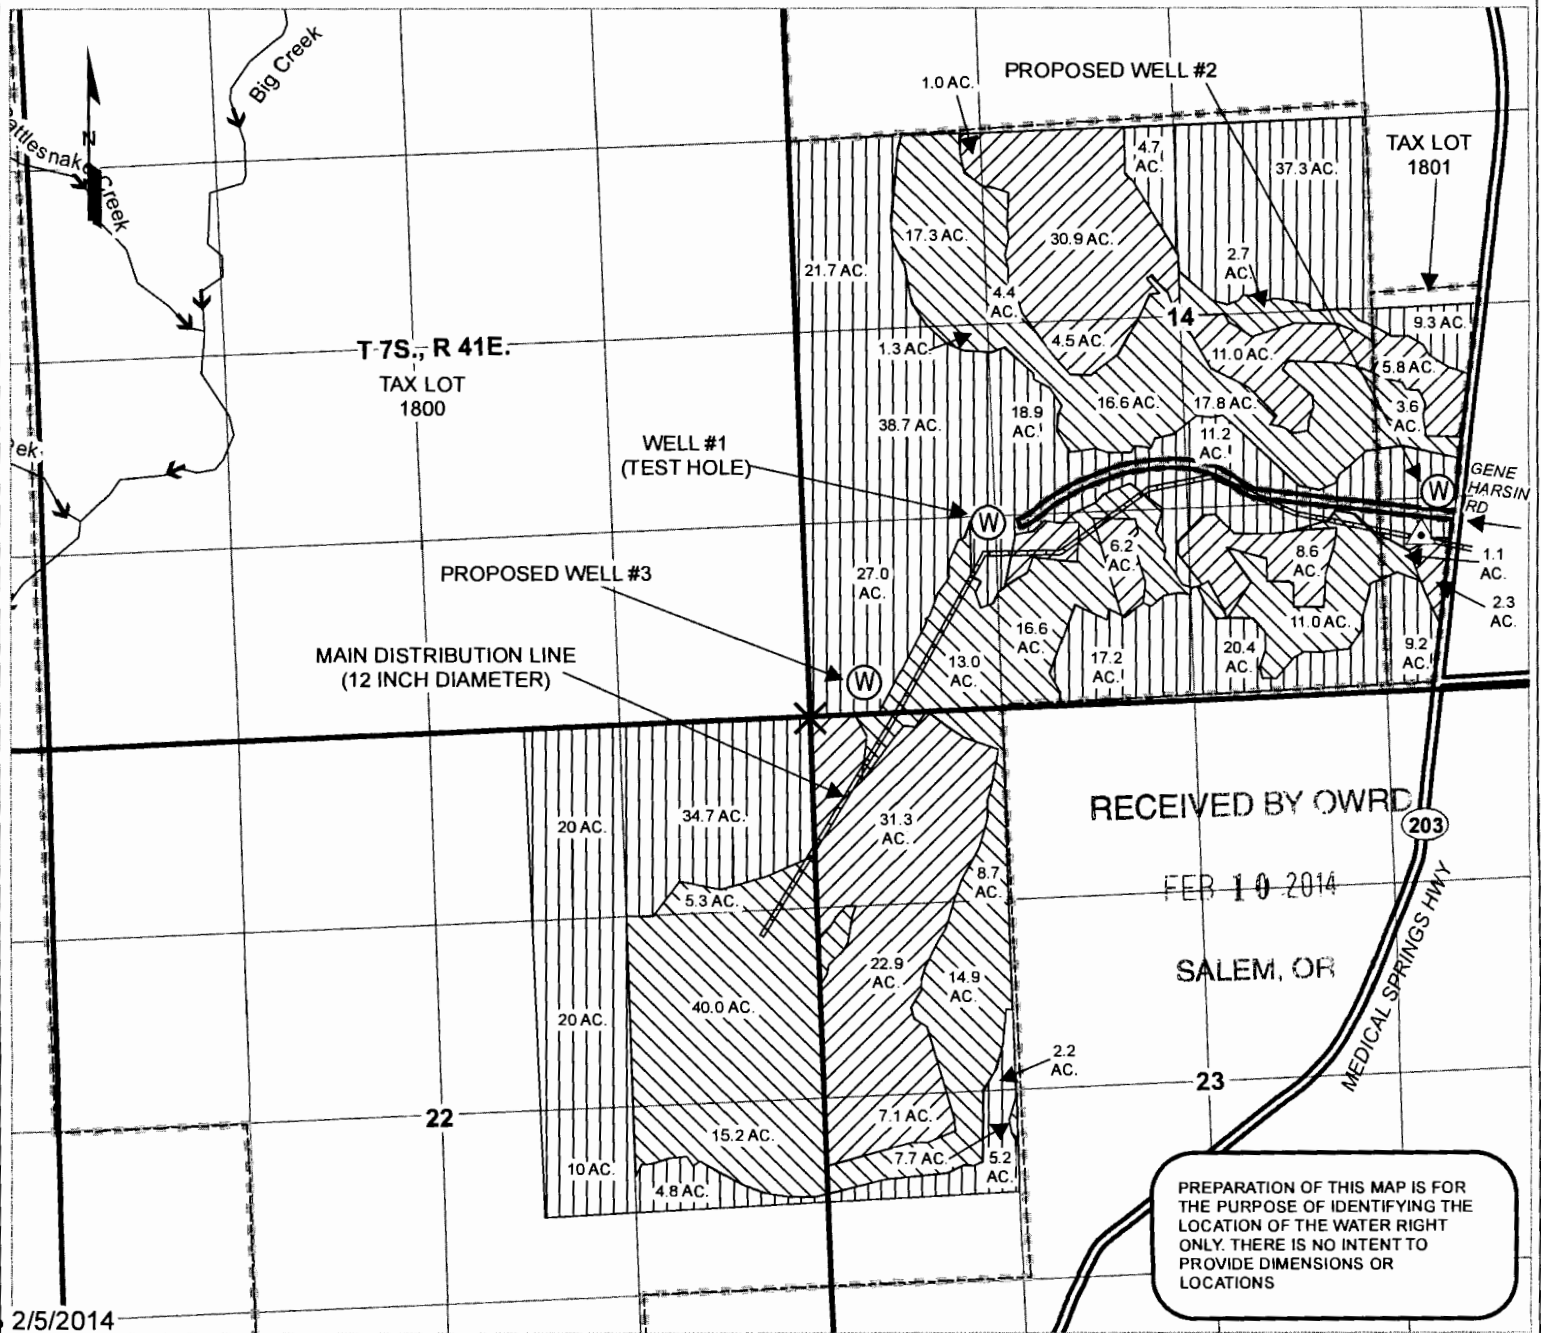 Big Creek
Creek
N
1.0 AC.
PROPOSED WELL #2
4.7
AC.
37.3 AC.
TAX LOT
1801
17.3 AC.
30.9 AC.
21.7 AC.
2.7
AC.
4.4
AC.
14
9.3 AC.
T 7S., R 41E.
TAX LOT
1800
1.3 AC.
4.5 AC.
11.0 AC.
5.8 AC.
16.6 AC.
17.8 AC.
3.6
AC.
38.7 AC.
18.9
AC.
11.2
AC.
WELL #1
(TEST HOLE)
W
W
GENE
HARSIN
RD
PROPOSED WELL #3
27.0
AC.
6.2
AC.
8.6
AC.
1.1
AC.
2.3
AC.
16.6
AC.
11.0 AC.
MAIN DISTRIBUTION LINE
(12 INCH DIAMETER)
W
13.0
AC.
17.2
AC.
20.4
AC.
9.2
AC.
20 AC.
34.7 AC.
31.3
AC.
RECEIVED BY OWRD
203
FEB 10 2014
SALEM, OR
MEDICAL SPRINGS HWY
8.7
AC.
5.3 AC.
22.9
AC.
14.9
AC.
40.0 AC.
20 AC.
2.2
AC.
23
22
7.1 AC.
15.2 AC.
7.7 AC.
5.2
AC.
10 AC.
4.8 AC.
PREPARATION OF THIS MAP IS FOR
THE PURPOSE OF IDENTIFYING THE
LOCATION OF THE WATER RIGHT
ONLY. THERE IS NO INTENT TO
PROVIDE DIMENSIONS OR
LOCATIONS
2/5/2014